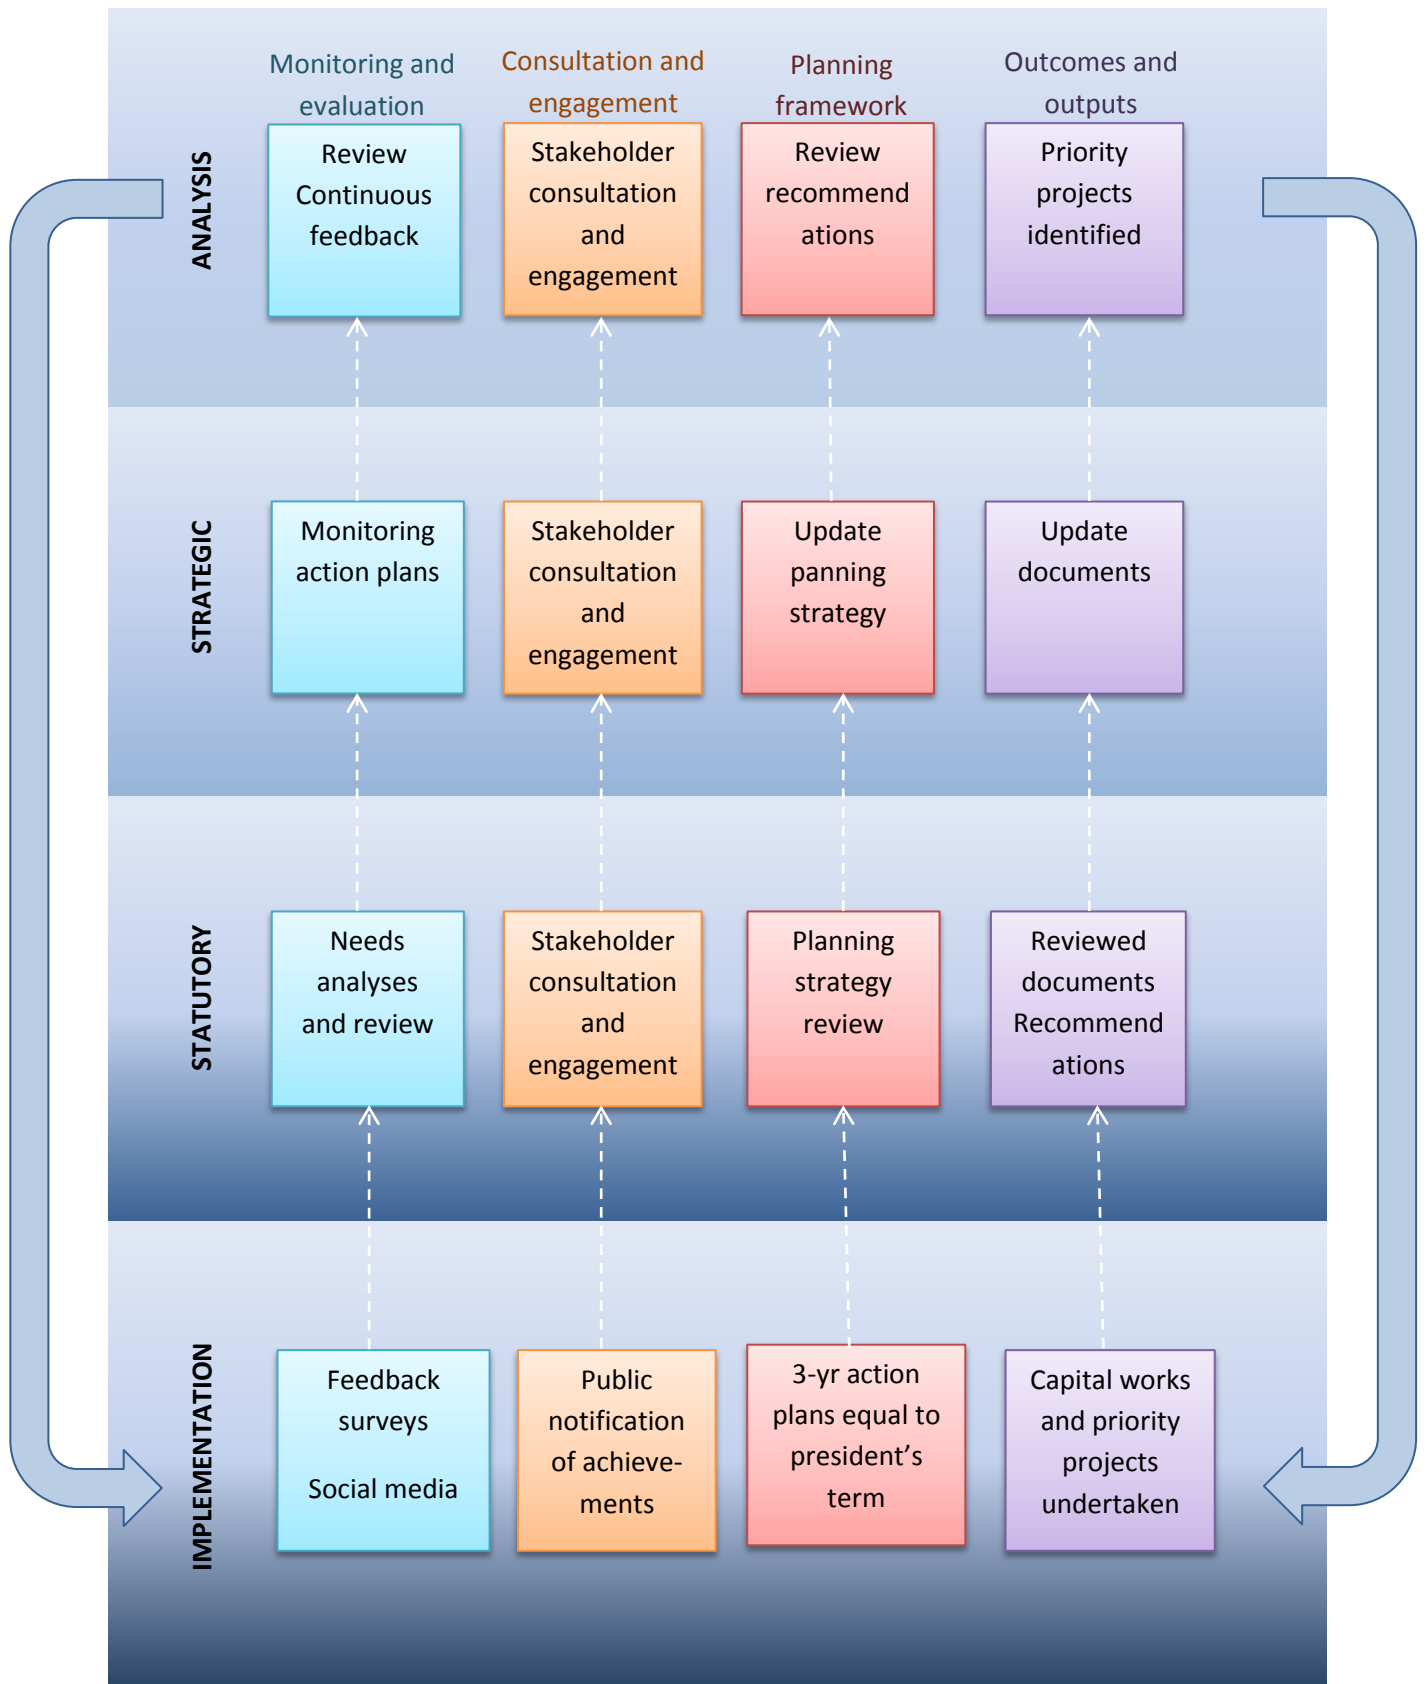 Monitoring and
evaluation
Consultation and
engagement
Planning
framework
Outcomes and
outputs
ANALYSIS
Review
Continuous
feedback
Stakeholder
consultation
and
engagement
Review
recommend
ations
Priority
projects
identified
STRATEGIC
Monitoring
action plans
Stakeholder
consultation
and
engagement
Update
panning
strategy
Update
documents
STATUTORY
Needs
analyses
and review
Stakeholder
consultation
and
engagement
Planning
strategy
review
Reviewed
documents
Recommend
ations
IMPLEMENTATION
Feedback
surveys
Social media
Public
notification
of achieve-
ments
3-yr action
plans equal to
president’s
term
Capital works
and priority
projects
undertaken